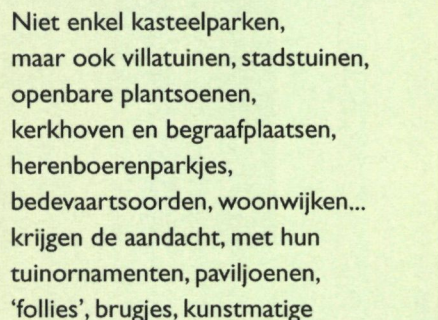 Niet enkel kasteelparken,
maar ook villatuinen, stadstuinen,
openbare plantsoenen,
kerkhoven en begraafplaatsen,
herenboerenparkjes,
bedevaartsoorden, woonwijken...
krijgen de aandacht, met hun
tuinornamenten, paviljoenen,
‘follies’, brugjes, kunstmatige